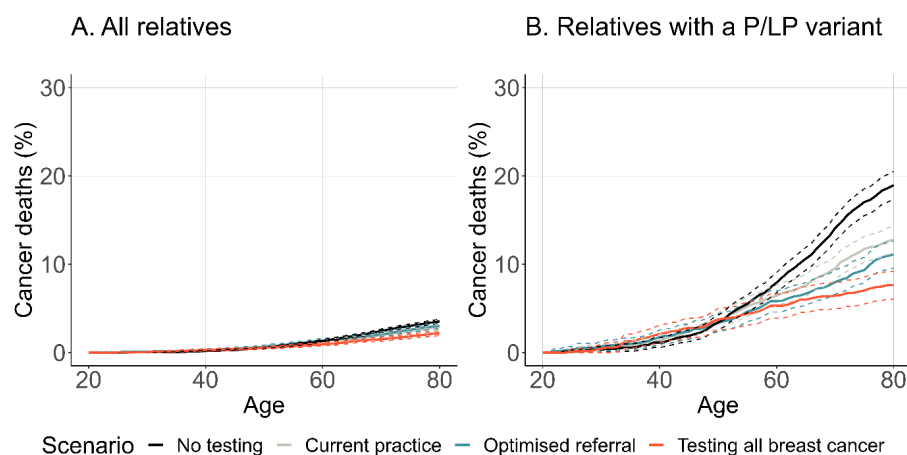 A. All relatives
B. Relatives with a P/LP variant
Cancer deaths (%)
30
20
10
0
20 40 60 80
Age
Cancer deaths (%)
30
20
10
0
20 40 60 80
Age
Scenario No testing Current practice Optimised referral Testing all breast cancer